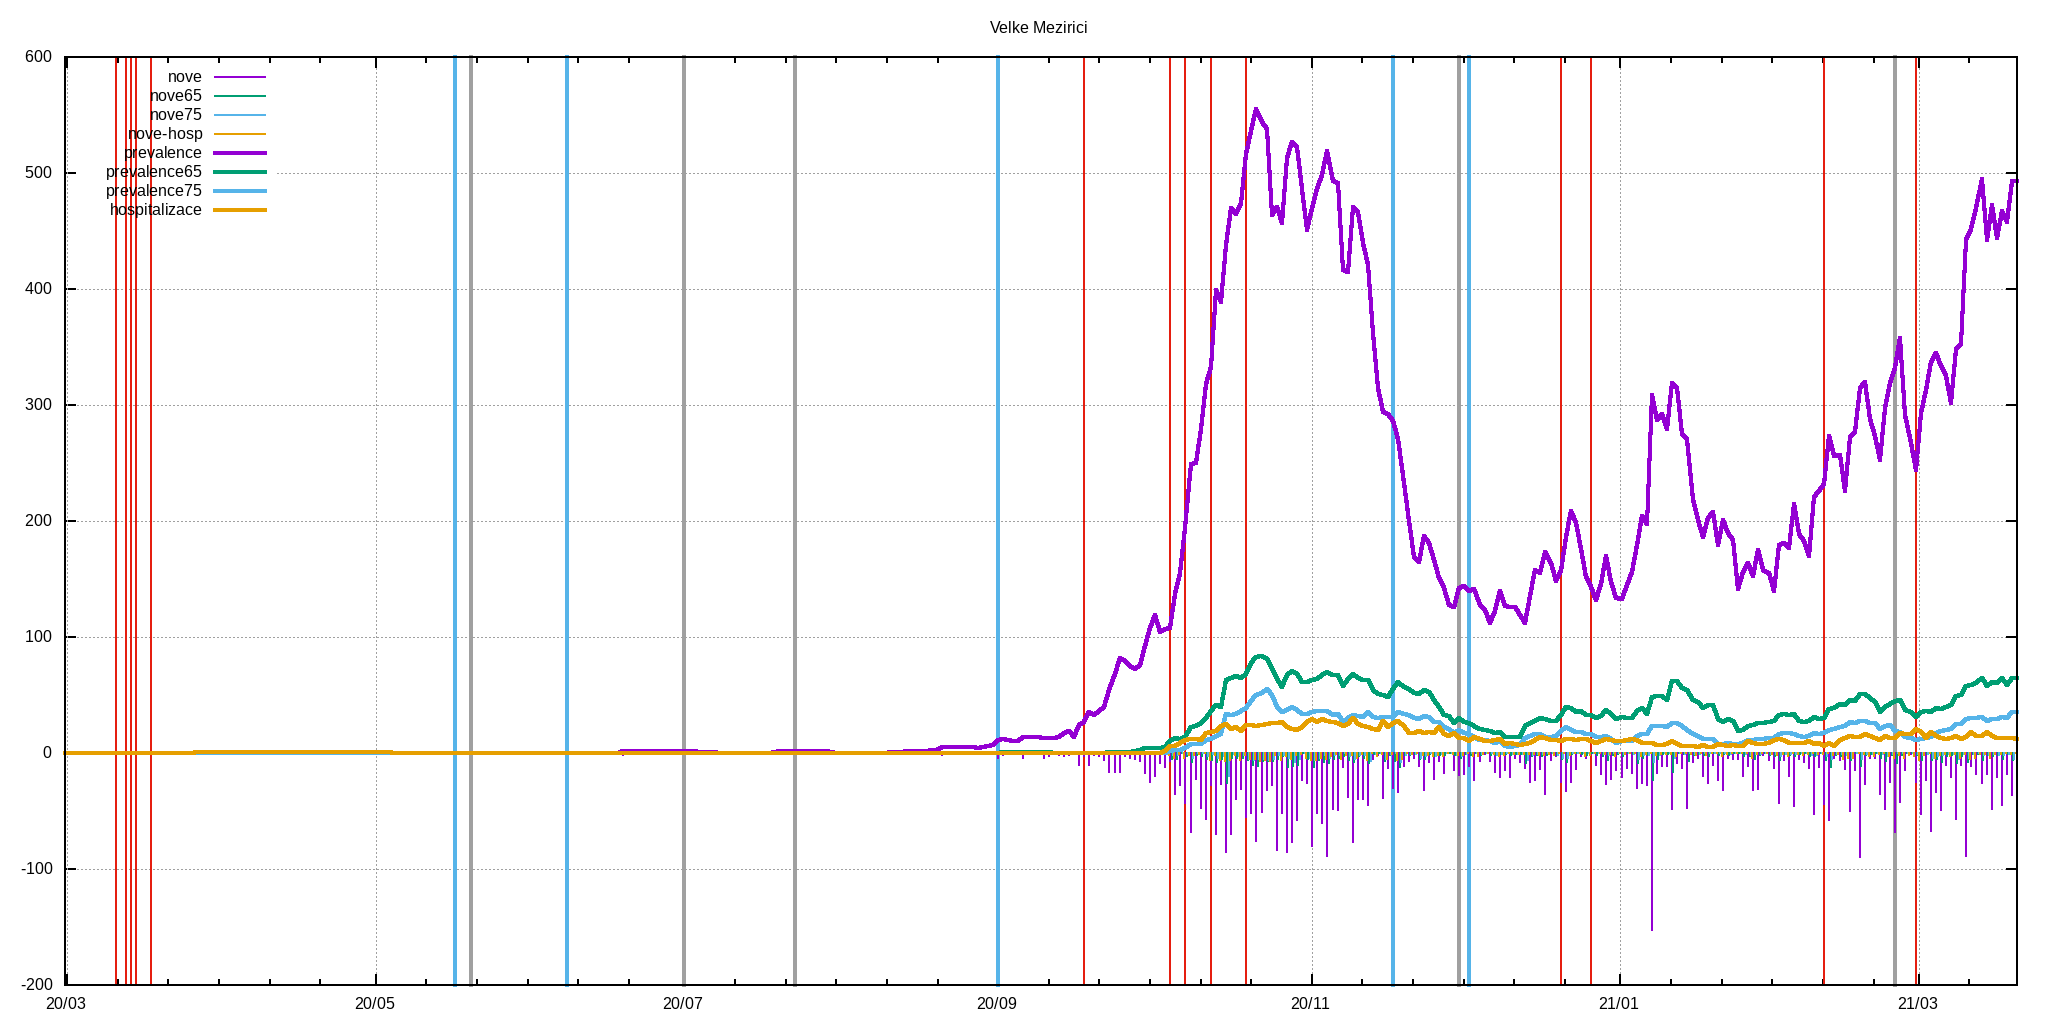 Velke Mezirici
600
500
400
300
200
100
0
-100
-200
nove
nove65
nove75
nove-hosp
prevalence
prevalence65
prevalence75
hospitalizace
20/03 20/05 20/07 20/09 20/11 21/01 21/03